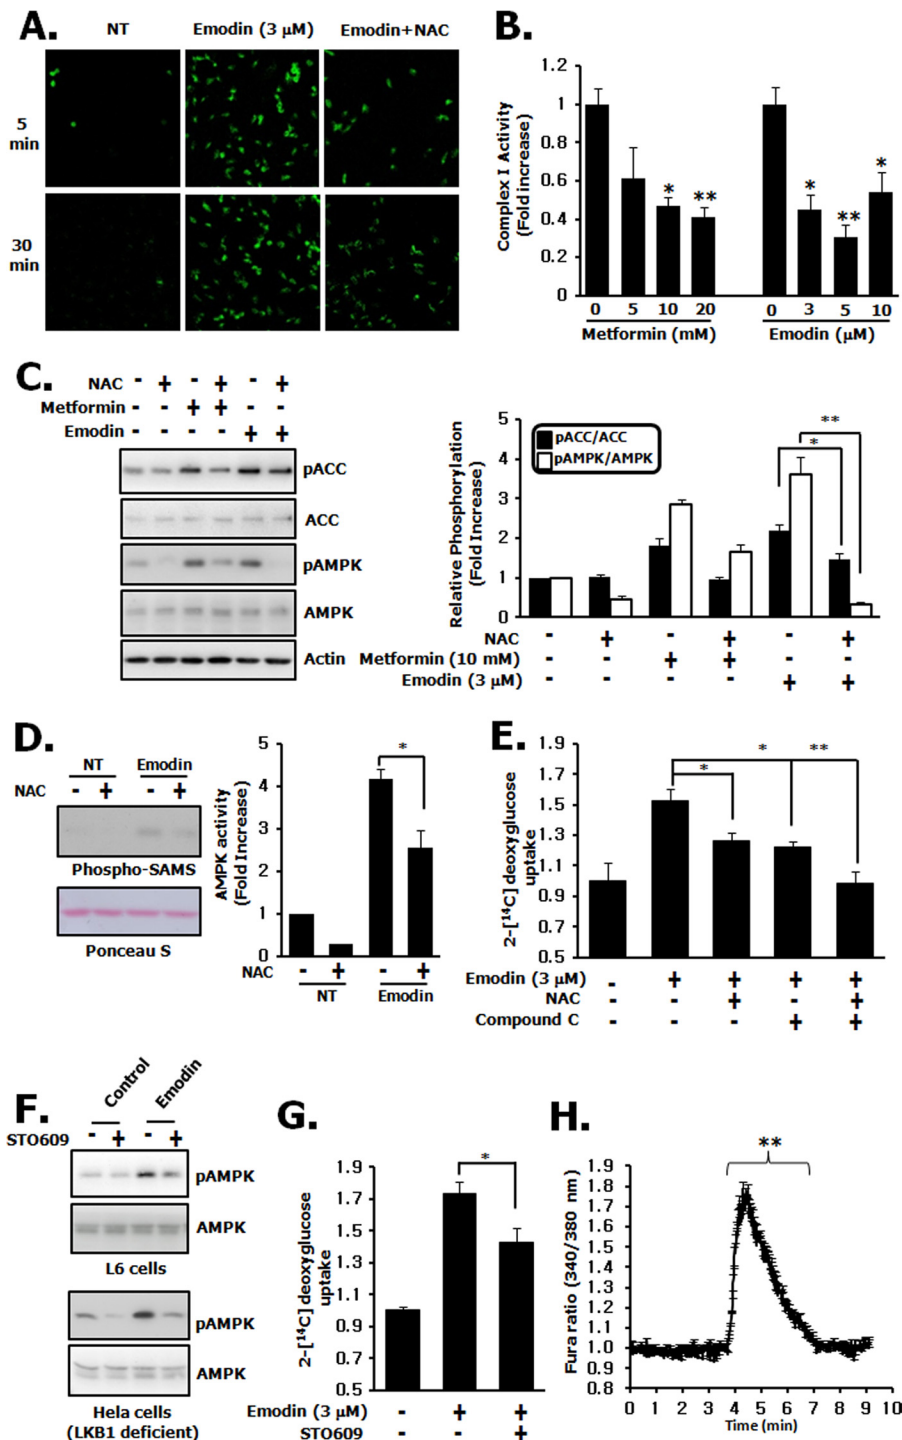 A.
NT
Emodin (3 µM)
Emodin+NAC
5
min
30
min
B.
Complex I Activity
(Fold increase)
1.2
1
0.8
0.6
0.4
0.2
0
*
**
*
**
*
0 5 10 20
0 3 5 10
Metformin (mM)
Emodin (µM)
C.
NAC - + - + - +
Metformin - - + + - -
Emodin - - - - + +
pACC
ACC
pAMPK
AMPK
Actin
Relative Phosphorylation
(Fold Increase)
5
4
3
2
1
0
pACC/ACC
pAMPK/AMPK
**
*
NAC - + - + - +
Metformin (10 mM) - - + + - -
Emodin (3 µM) - - - - + +
D.
NT
Emodin
NAC - + - +
Phospho-SAMS
Ponceau S
AMPK activity
(Fold Increase)
5
4
3
2
1
0
*
NAC - + - +
NT
Emodin
E.
2-[¹⁴C] deoxyglucose
uptake
1.9
1.7
1.5
1.3
1.1
0.9
0.7
0.5
*
*
**
Emodin (3 µM) - + + + +
NAC - - + - +
Compound C - - - + +
F.
Control
Emodin
STO609 - + - +
pAMPK
AMPK
L6 cells
pAMPK
AMPK
Hela cells
(LKB1 deficient)
G.
2-[¹⁴C] deoxyglucose
uptake
1.9
1.7
1.5
1.3
1.1
0.9
0.7
0.5
*
Emodin (3 µM) - + +
STO609 - - +
H.
Fura ratio (340/380 nm)
1.9
1.8
1.7
1.6
1.5
1.4
1.3
1.2
1.1
1.0
0.9
0.8
**
0 1 2 3 4 5 6 7 8 9 10
Time (min)